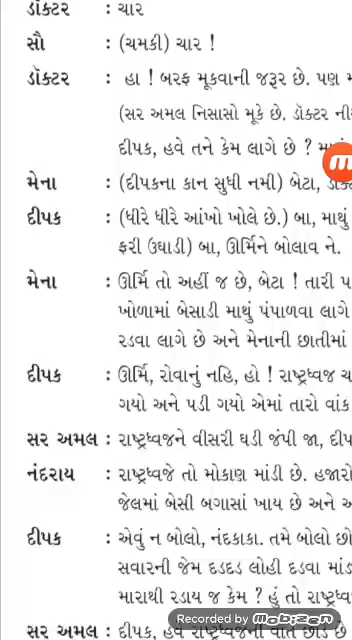 ડૉક્ટર : ચાર
સૌ : (ચમકી) ચાર !
ડૉક્ટર : હા ! બરફ મૂકવાની જરૂર છે. પણ
(સર અમલ નિસાસો મૂકે છે. ડૉક્ટર
દીપક, હવે તને કેમ લાગે છે ?
મેના : (દીપકના કાન સુધી નમી) બેટા,
દીપક : (ધીરે ધીરે આંખો ખોલે છે.) બા, માથું
ફરી ઉઘાડી) બા, ઊર્મિને બોલાવ ને.
મેના : ઊર્મિ તો અહીં જ છે, બેટા ! તારી
ખોળામાં બેસાડી માથું પંપાળવા લાગે
રડવા લાગે છે અને મેનાની છાતીમાં
દીપક : ઊર્મિ, રોવાનું નહિ, હો ! રાષ્ટ્રધ્વજ
ગયો અને પડી ગયો એમાં તારો વાંક
સર અમલ : રાષ્ટ્રધ્વજને વીસરી ઘડી જંપી જા,
નંદરાય : રાષ્ટ્રધ્વજે તો મોકાણ માંડી છે. હજારો
જેલમાં બેસી બગાસાં ખાય છે અને
દીપક : એવું ન બોલો, નંદકાકા. તમે બોલો છો
સવારની જેમ દડદડ લોહી દડવા
મારાથી રડાય જ કેમ ? હું તો
Recorded by Mobizen
સર અમલ : દીપક, હવે રાષ્ટ્રધ્વજની વાત છોડી દે